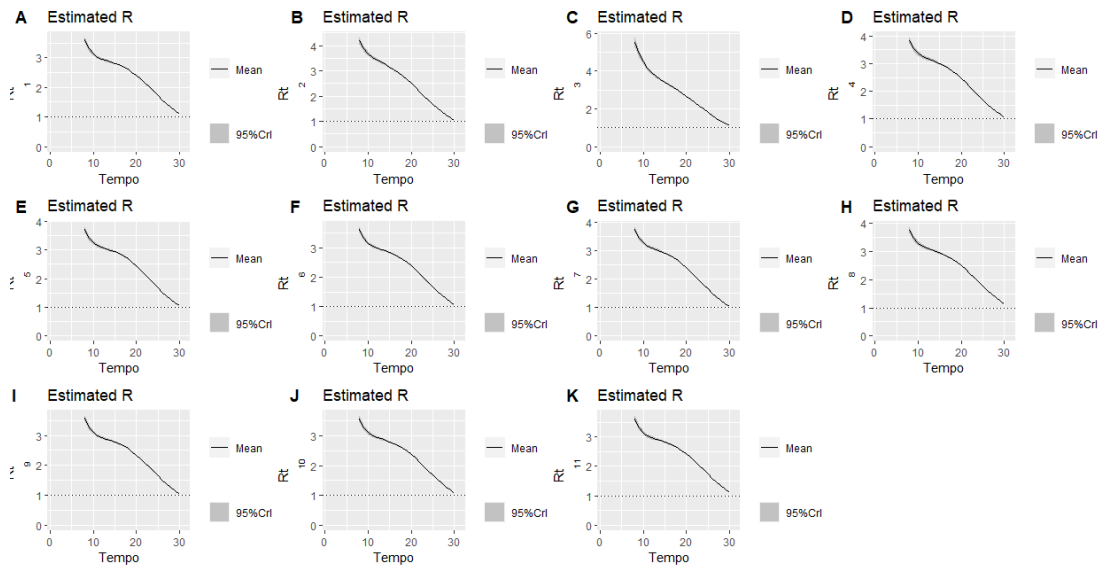 A Estimated R
3
2
1
0
Rt
1
0 10 20 30
Tempo
Mean
95%CrI
B Estimated R
4
3
2
1
0
Rt
2
0 10 20 30
Tempo
Mean
95%CrI
C Estimated R
6
4
2
0
Rt
3
0 10 20 30
Tempo
Mean
95%CrI
D Estimated R
4
3
2
1
0
Rt
4
0 10 20 30
Tempo
Mean
95%CrI
E Estimated R
4
3
2
1
0
Rt
5
0 10 20 30
Tempo
Mean
95%CrI
F Estimated R
3
2
1
0
Rt
6
0 10 20 30
Tempo
Mean
95%CrI
G Estimated R
4
3
2
1
0
Rt
7
0 10 20 30
Tempo
Mean
95%CrI
H Estimated R
4
3
2
1
0
Rt
8
0 10 20 30
Tempo
Mean
95%CrI
I Estimated R
3
2
1
0
Rt
9
0 10 20 30
Tempo
Mean
95%CrI
J Estimated R
3
2
1
0
Rt
10
0 10 20 30
Tempo
Mean
95%CrI
K Estimated R
3
2
1
0
Rt
11
0 10 20 30
Tempo
Mean
95%CrI